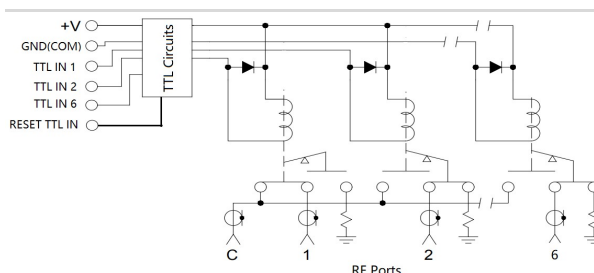 +V
GND(COM)
TTL IN 1
TTL IN 2
TTL IN 6
RESET TTL IN
TTL Circuits
C 1 2 6
RF Ports